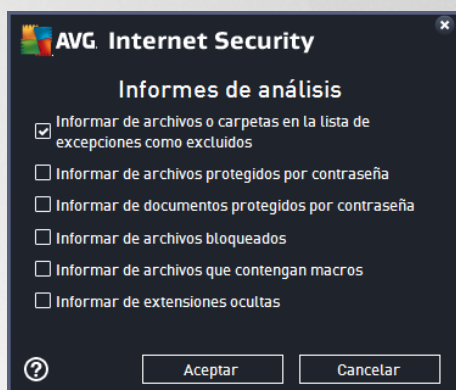 AVG. Internet Security
Informes de análisis
Informar de archivos o carpetas en la lista de
excepciones como excluidos
Informar de archivos protegidos por contraseña
Informar de documentos protegidos por contraseña
Informar de archivos bloqueados
Informar de archivos que contengan macros
Informar de extensiones ocultas
Aceptar
Cancelar